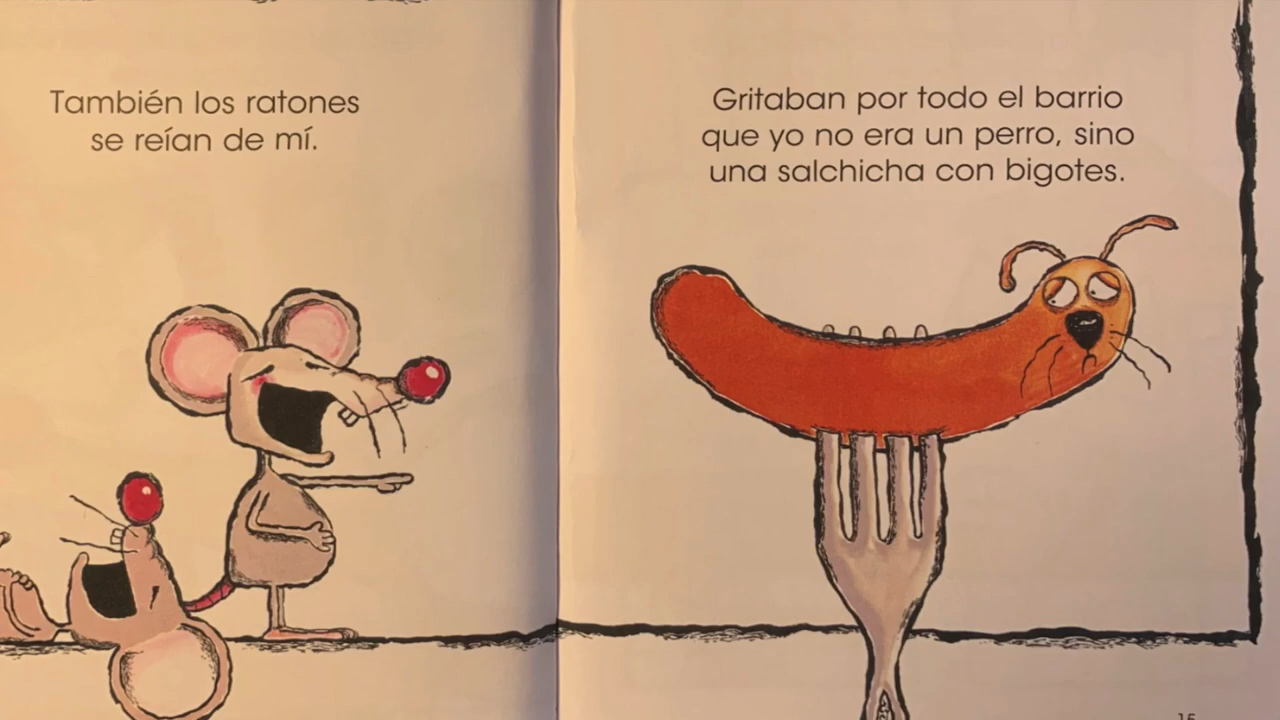 También los ratones
se reían de mí.
Gritaban por todo el barrio
que yo no era un perro, sino
una salchicha con bigotes.
15